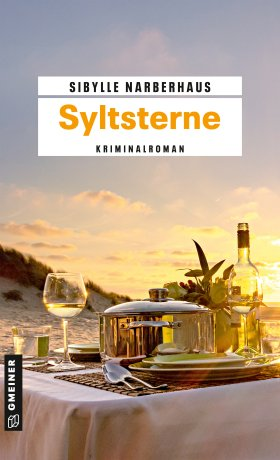 SIBYLLE NARBERHAUS
Syltsterne
KRIMINALROMAN
GMEINER